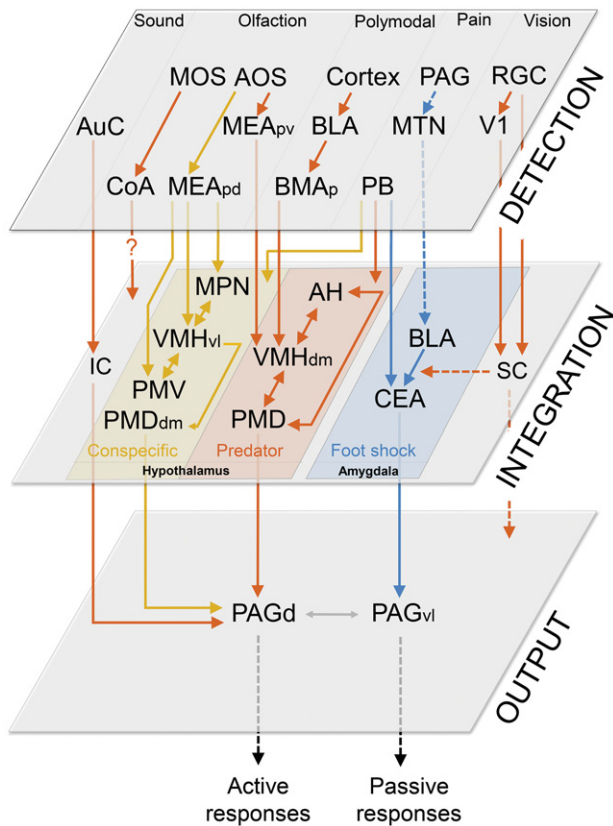 Sound Olfaction Polymodal Pain Vision
MOS AOS Cortex PAG RGC
AuC MEApv BLA MTN V1
CoA MEApd BMAp PB
DETECTION
?
MPN AH
VMHvl BLA
IC VMHdm SC
PMV CEA
PMDdm PMD
Conspecific Predator Foot shock
Hypothalamus Amygdala
INTEGRATION
PAGd PAGvl
OUTPUT
Active responses
Passive responses